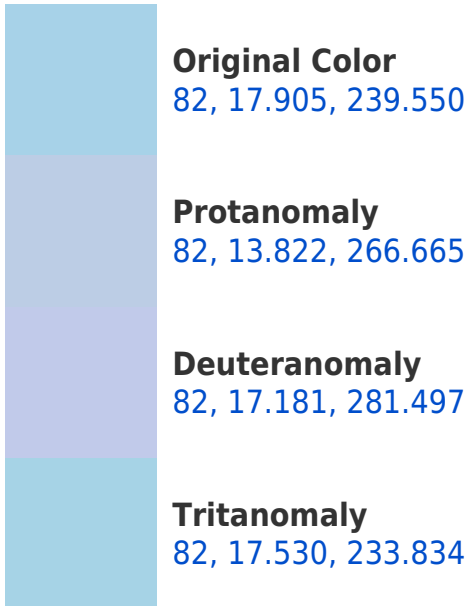 Original Color
82, 17.905, 239.550
Protanomaly
82, 13.822, 266.665
Deuteranomaly
82, 17.181, 281.497
Tritanomaly
82, 17.530, 233.834